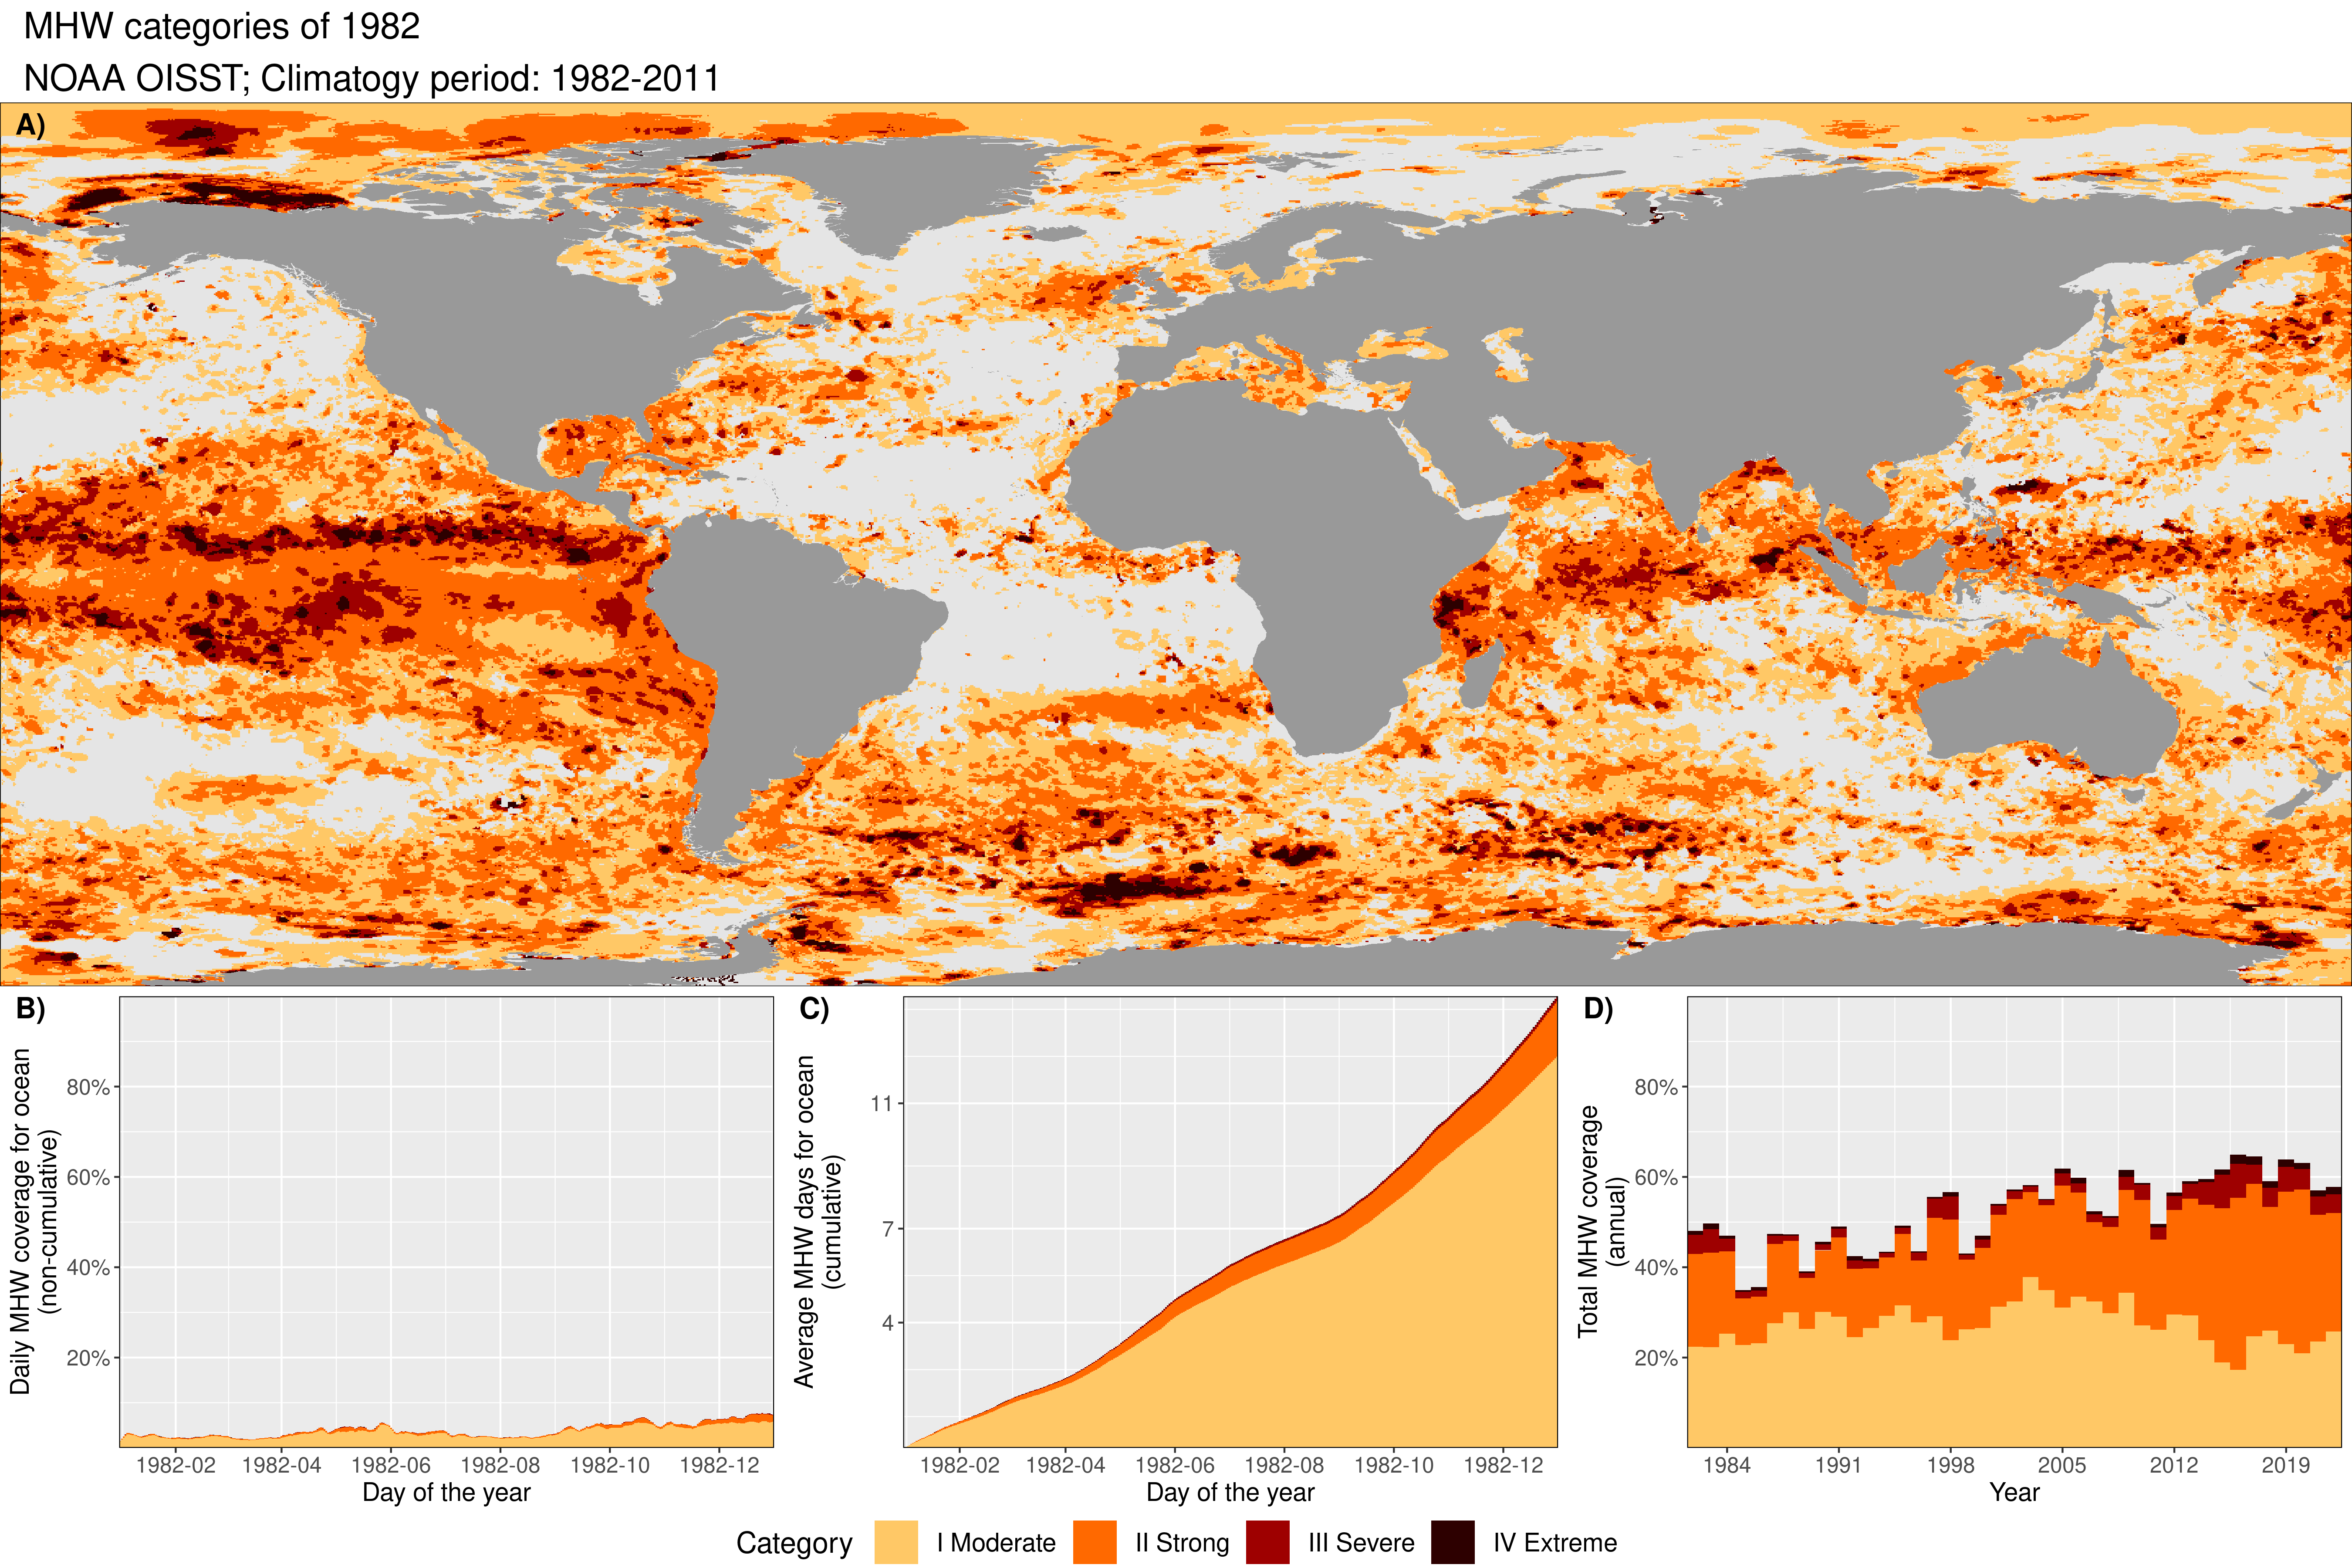 MHW categories of 1982
NOAA OISST; Climatogy period: 1982-2011
A)
B)
Daily MHW coverage for ocean
(non-cumulative)
80%
60%
40%
20%
1982-02 1982-04 1982-06 1982-08 1982-10 1982-12
Day of the year
C)
Average MHW days for ocean
(cumulative)
11
7
4
1982-02 1982-04 1982-06 1982-08 1982-10 1982-12
Day of the year
D)
Total MHW coverage
(annual)
80%
60%
40%
20%
1984 1991 1998 2005 2012 2019
Year
Category I Moderate II Strong III Severe IV Extreme